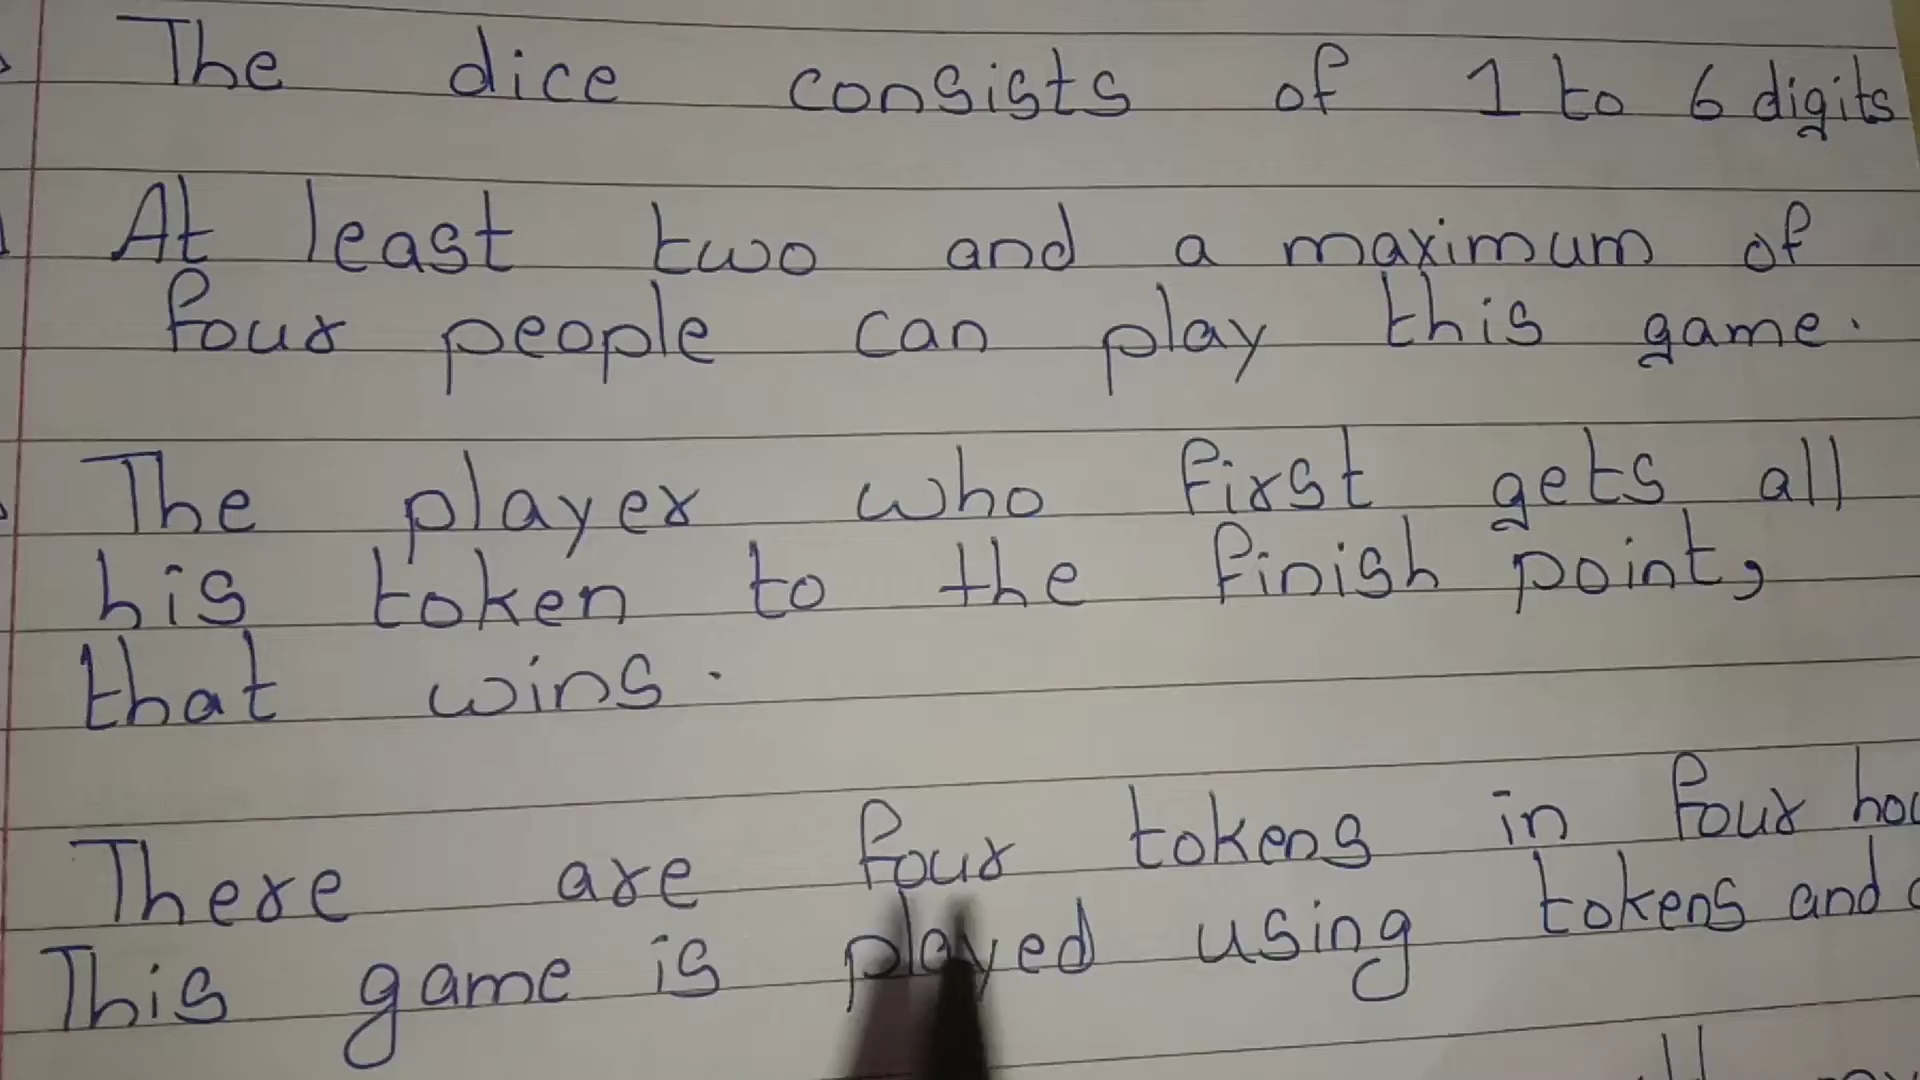 The dice consists of 1 to 6 digits
At least two and a maximum of
four people can play this game.
The player who first gets all
his token to the finish point,
that wins.
There are four tokens in four
This game is played using tokens and